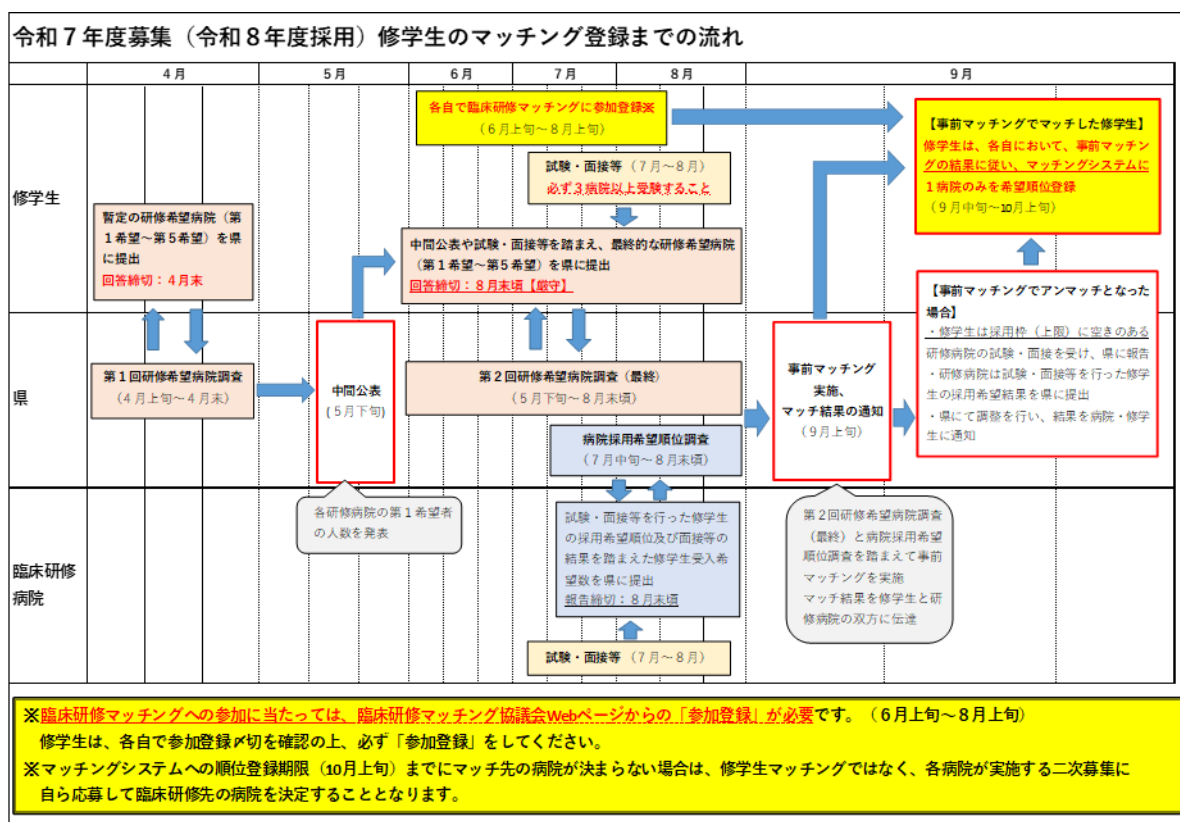 令和７年度募集（令和８年度採用）修学生のマッチング登録までの流れ
４月
５月
６月
７月
８月
９月
修学生
各自で臨床研修マッチングに参加登録※
（６月上旬～８月上旬）
【事前マッチングでマッチした修学生】
修学生は、各自において、事前マッチン
グの結果に従い、マッチングシステムに
１病院のみを希望順位登録
（９月中旬～10月上旬）
試験・面接等（７月～８月）
必ず３病院以上受験すること
暫定の研修希望病院（第
１希望～第５希望）を県
に提出
回答締切：４月末
中間公表や試験・面接等を踏まえ、最終的な研修希望病院
（第１希望～第５希望）を県に提出
回答締切：８月末頃【厳守】
【事前マッチングでアンマッチとなった
場合】
・修学生は採用枠（上限）に空きのある
研修病院の試験・面接を受け、県に報告
・研修病院は試験・面接等を行った修学
生の採用希望結果を県に提出
・県にて調整を行い、結果を病院・修学
生に通知
県
第１回研修希望病院調査
（４月上旬～４月末）
中間公表
（５月下旬）
第２回研修希望病院調査（最終）
（５月下旬～８月末頃）
事前マッチング
実施、
マッチ結果の通知
（９月上旬）
病院採用希望順位調査
（７月中旬～８月末頃）
臨床研修
病院
各研修病院の第１希望者
の人数を発表
試験・面接等を行った修学生
の採用希望順位及び面接等の
結果を踏まえた修学生受入希
望数を県に提出
報告締切：８月末頃
第２回研修希望病院調査
（最終）と病院採用希望
順位調査を踏まえて事前
マッチングを実施
マッチ結果を修学生と研
修病院の双方に伝達
試験・面接等（７月～８月）
※臨床研修マッチングへの参加に当たっては、臨床研修マッチング協議会Webページからの「参加登録」が必要です。（６月上旬～８月上旬）
修学生は、各自で参加登録〆切を確認の上、必ず「参加登録」をしてください。
※マッチングシステムへの順位登録期限（10月上旬）までにマッチ先の病院が決まらない場合は、修学生マッチングではなく、各病院が実施する二次募集に
自ら応募して臨床研修先の病院を決定することとなります。